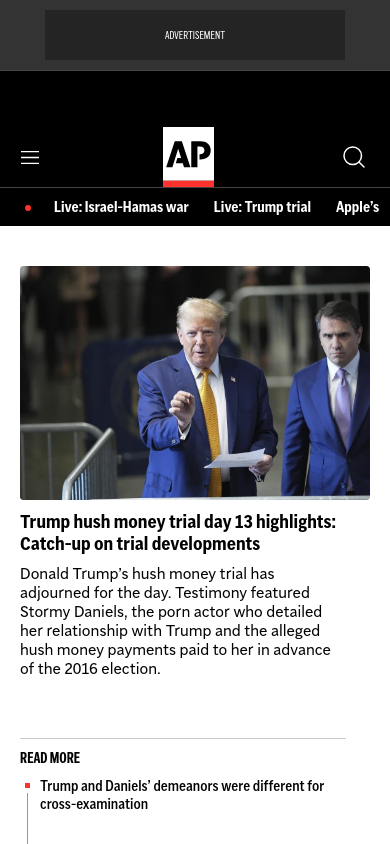 ADVERTISEMENT
AP
Live: Israel-Hamas war Live: Trump trial Apple's
Trump hush money trial day 13 highlights:
Catch-up on trial developments
Donald Trump’s hush money trial has
adjourned for the day. Testimony featured
Stormy Daniels, the porn actor who detailed
her relationship with Trump and the alleged
hush money payments paid to her in advance
of the 2016 election.
READ MORE
Trump and Daniels’ demeanors were different for
cross-examination